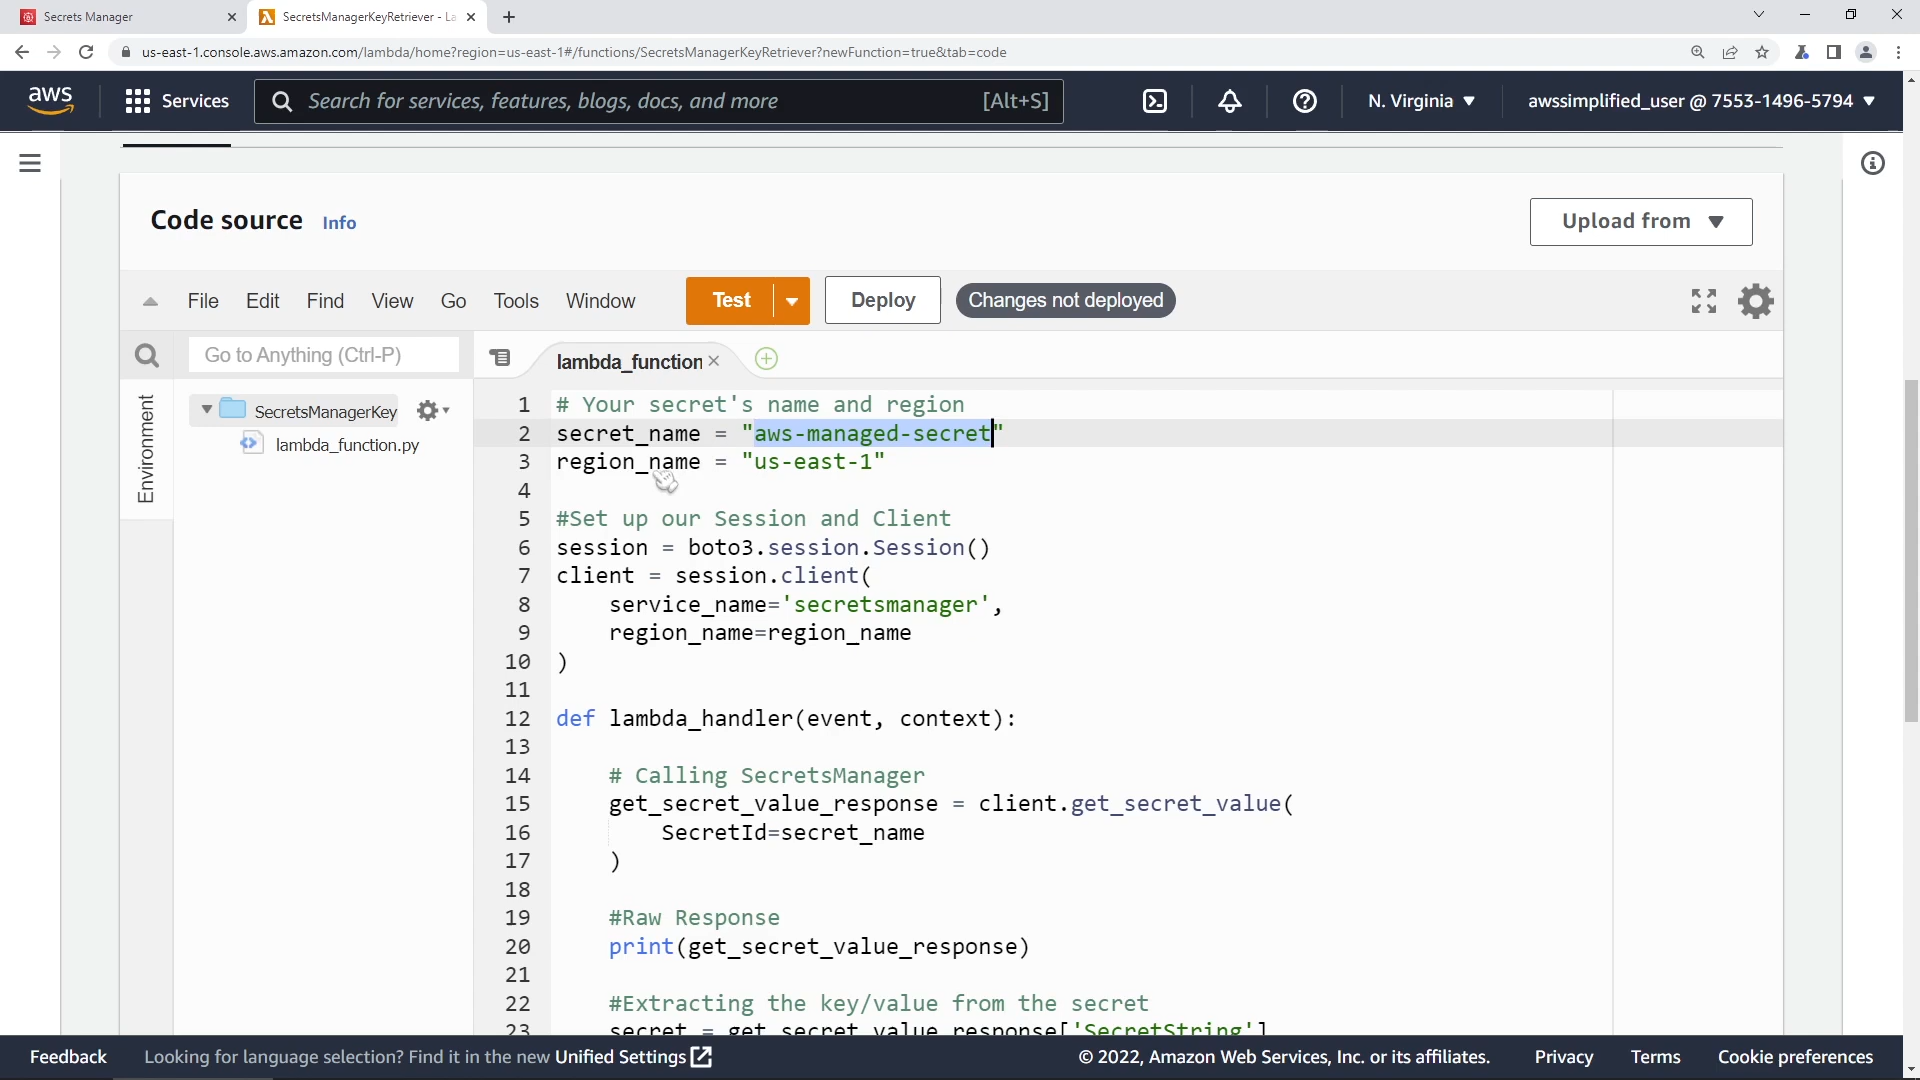 Secrets Manager
SecretsManagerKeyRetriever - La
us-east-1.console.aws.amazon.com/lambda/home?region=us-east-1#/functions/SecretsManagerKeyRetriever?newFunction=true&tab=code
aws
Services
Search for services, features, blogs, docs, and more
[Alt+S]
N. Virginia
awssimplified_user @ 7553-1496-5794
Code source Info
Upload from
File Edit Find View Go Tools Window
Test
Deploy
Changes not deployed
Go to Anything (Ctrl-P)
lambda_function
Environment
SecretsManagerKey
lambda_function.py
1 # Your secret's name and region
2 secret_name = "aws-managed-secret"
3 region_name = "us-east-1"
4
5 #Set up our Session and Client
6 session = boto3.session.Session()
7 client = session.client(
8 service_name='secretsmanager',
9 region_name=region_name
10 )
11
12 def lambda_handler(event, context):
13
14 # Calling SecretsManager
15 get_secret_value_response = client.get_secret_value(
16 SecretId=secret_name
17 )
18
19 #Raw Response
20 print(get_secret_value_response)
21
22 #Extracting the key/value from the secret
23 secret = get_secret_value_response['SecretString']
Feedback
Looking for language selection? Find it in the new Unified Settings
© 2022, Amazon Web Services, Inc. or its affiliates.
Privacy
Terms
Cookie preferences